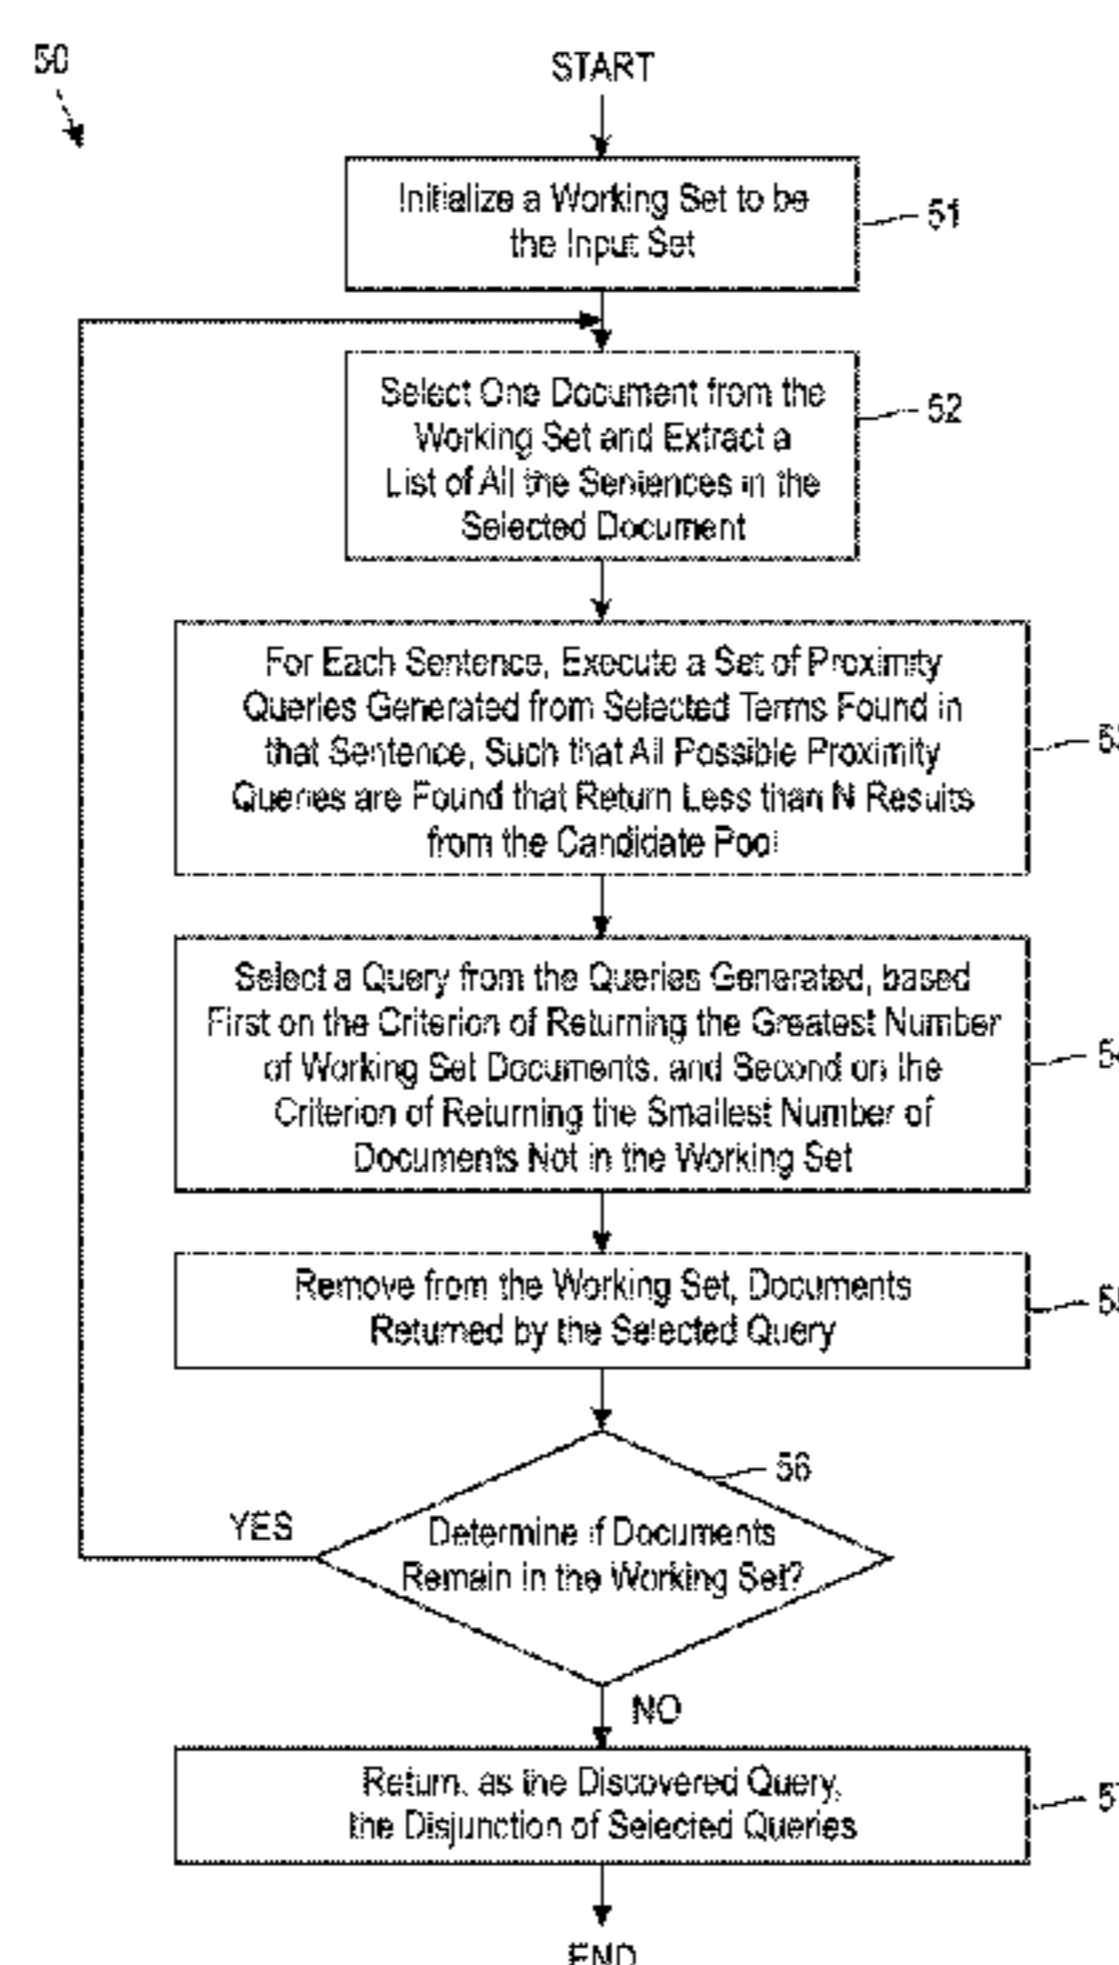 50
START
Initialize a Working Set to be
the Input Set
51
Select One Document from the
Working Set and Extract a
List of All the Sentences in the
Selected Document
52
For Each Sentence, Execute a Set of Proximity
Queries Generated from Selected Terms Found in
that Sentence, Such that All Possible Proximity
Queries are Found that Return Less than N Results
from the Candidate Pool
Select a Query from the Queries Generated, based
First on the Criterion of Returning the Greatest Number
of Working Set Documents, and Second on the
Criterion of Returning the Smallest Number of
Documents Not in the Working Set
Remove from the Working Set, Documents
Returned by the Selected Query
56
YES
Determine if Documents
Remain in the Working Set?
NO
Return, as the Discovered Query,
the Disjunction of Selected Queries
END